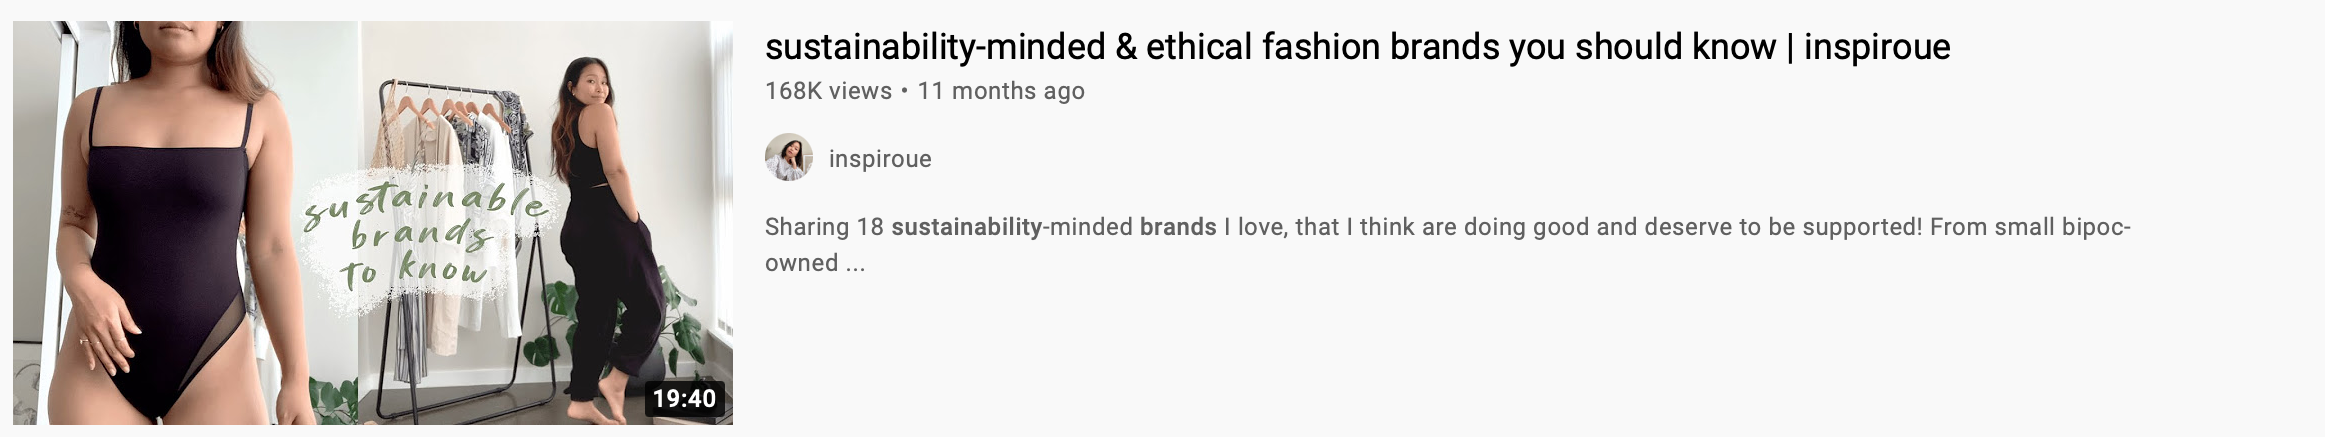 sustainable
brands
to know
19:40
sustainability-minded & ethical fashion brands you should know | inspiroue
168K views • 11 months ago
inspiroue
Sharing 18 sustainability-minded brands I love, that I think are doing good and deserve to be supported! From small bipoc-
owned ...